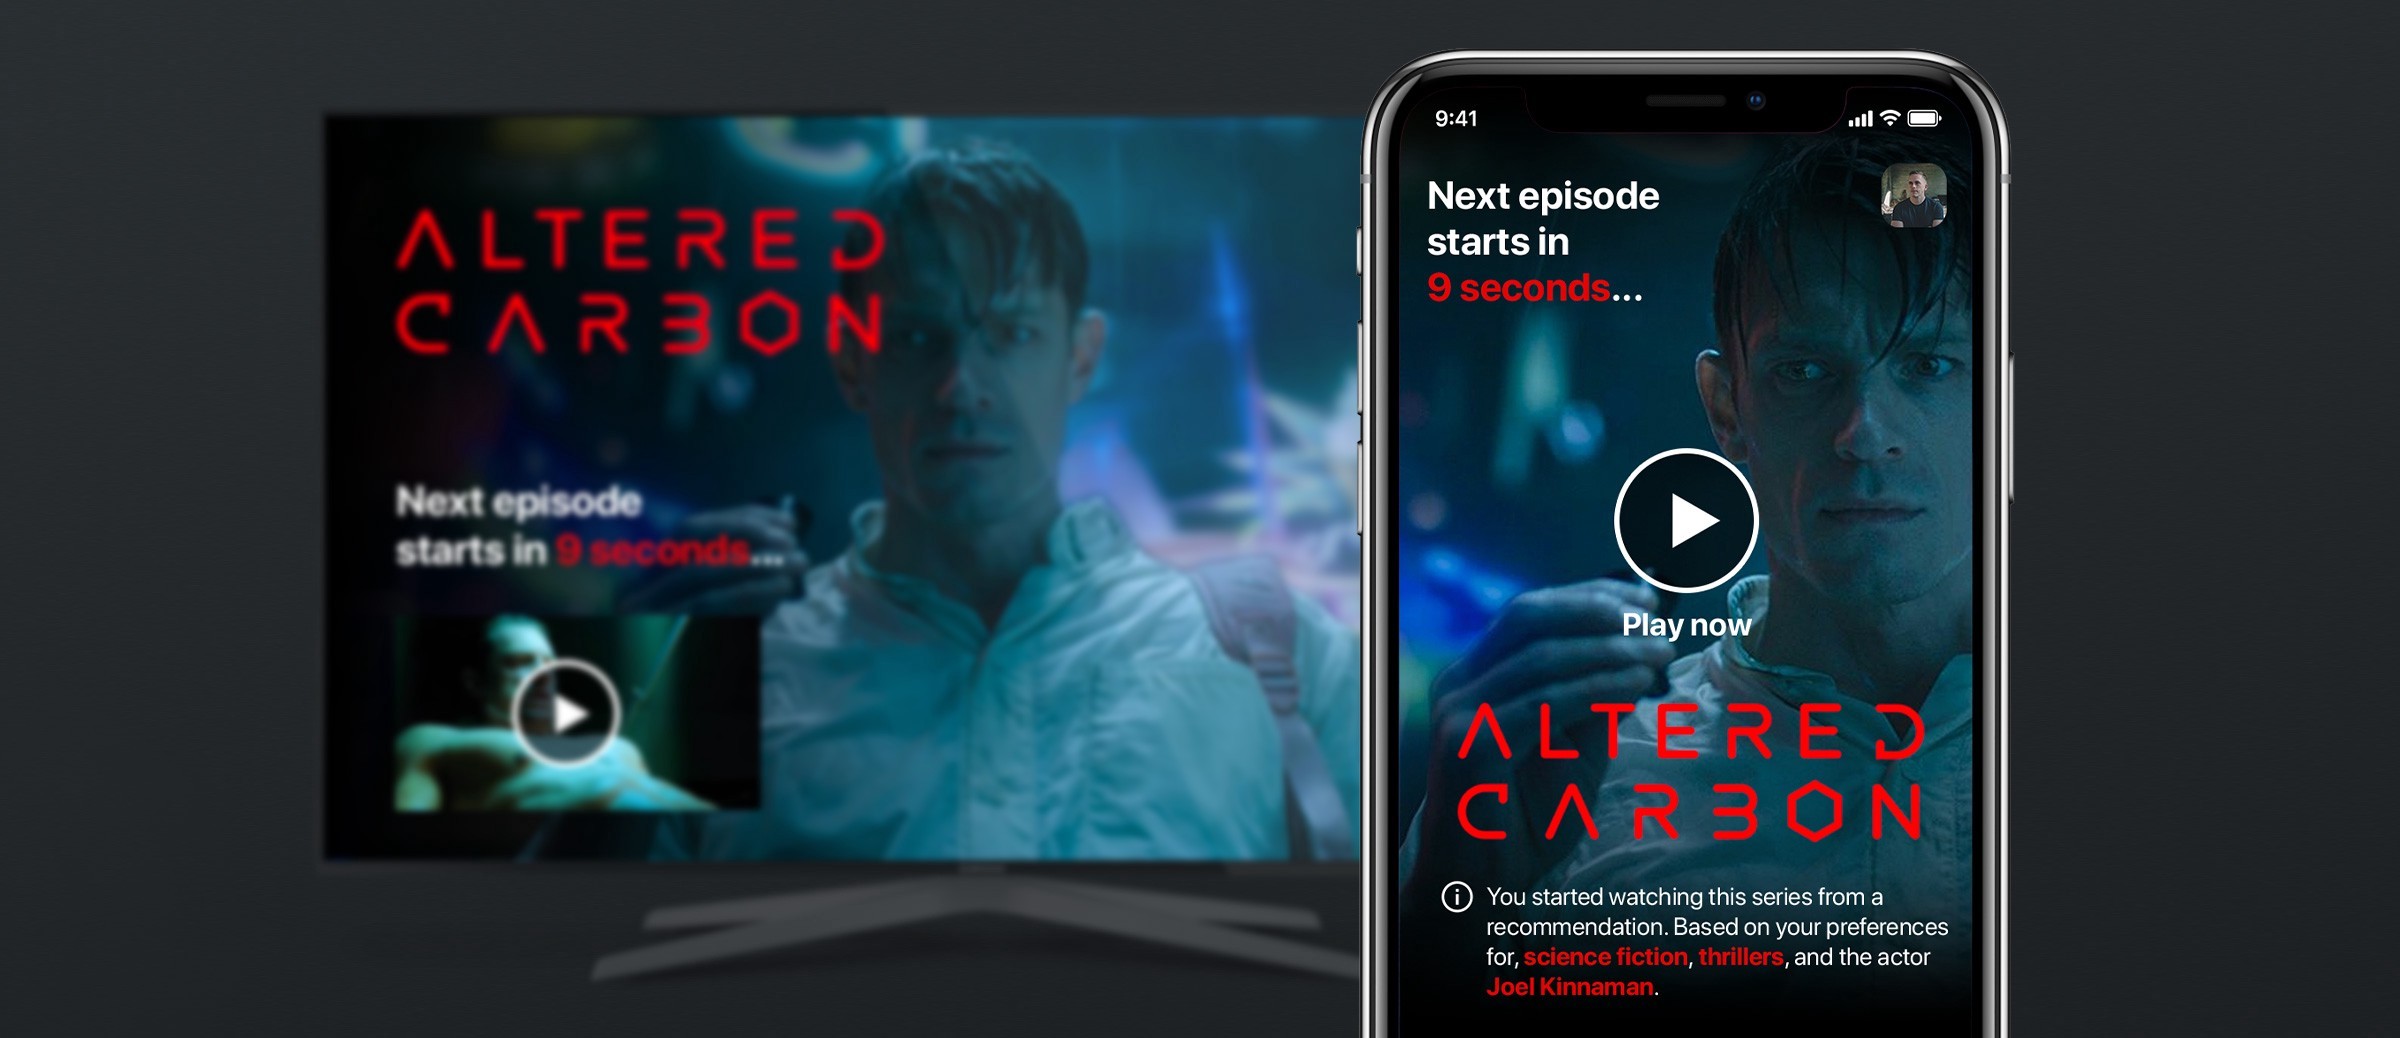 ALTERED
CARBON
Next episode
starts in 9 seconds...
9:41
Next episode
starts in
9 seconds...
Play now
ALTERED
CARBON
You started watching this series from a
recommendation. Based on your preferences
for, science fiction, thrillers, and the actor
Joel Kinnaman.